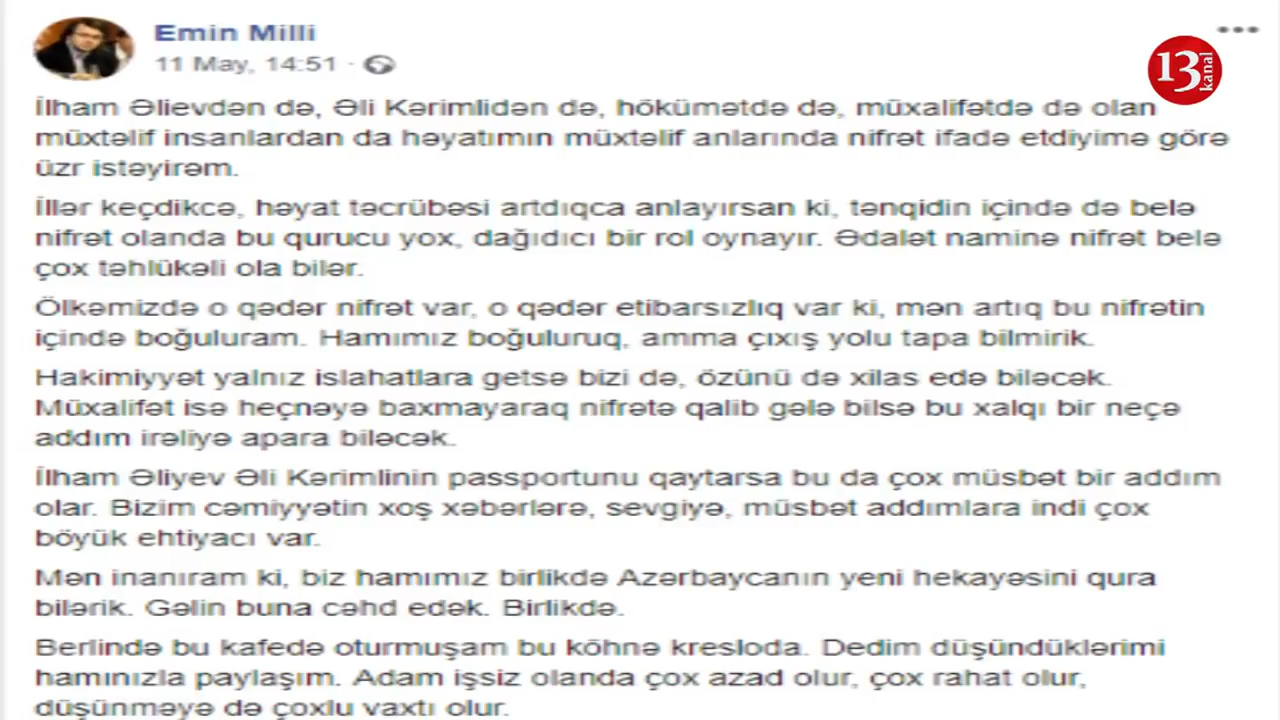 Emin Milli
11 May, 14:51 ·
13 kanal
İlham Əlievdən də, Əli Kərimlidən də, hökümətdə də, müxalifətdə də olan
müxtəlif insanlardan da həyatımın müxtəlif anlarında nifrət ifadə etdiyimə görə
üzr istəyirəm.
İllər keçdikcə, həyat təcrübəsi artdıqca anlayırsan ki, tənqidin içində də belə
nifrət olanda bu qurucu yox, dağıdıcı bir rol oynayır. Ədalət naminə nifrət belə
çox təhlükəli ola bilər.
Ölkəmizdə o qədər nifrət var, o qədər etibarsızlıq var ki, mən artıq bu nifrətin
içində boğuluram. Hamımız boğuluruq, amma çıxış yolu tapa bilmirik.
Hakimiyyət yalnız islahatlara getsə bizi də, özünü də xilas edə biləcək.
Müxalifət isə heçnəyə baxmayaraq nifrətə qalib gələ bilsə bu xalqı bir neçə
addım irəliyə apara biləcək.
İlham Əliyev Əli Kərimlinin passportunu qaytarsa bu da çox müsbət bir addım
olar. Bizim cəmiyyətin xoş xəbərlərə, sevgiyə, müsbət addımlara indi çox
böyük ehtiyacı var.
Mən inanıram ki, biz hamımız birlikdə Azərbaycanın yeni hekayəsini qura
bilərik. Gəlin buna cəhd edək. Birlikdə.
Berlində bu kafedə oturmuşam bu köhnə kresloda. Dedim düşündüklərimi
hamınızla paylaşım. Adam işsiz olanda çox azad olur, çox rahat olur,
düşünməyə də çoxlu vaxtı olur.